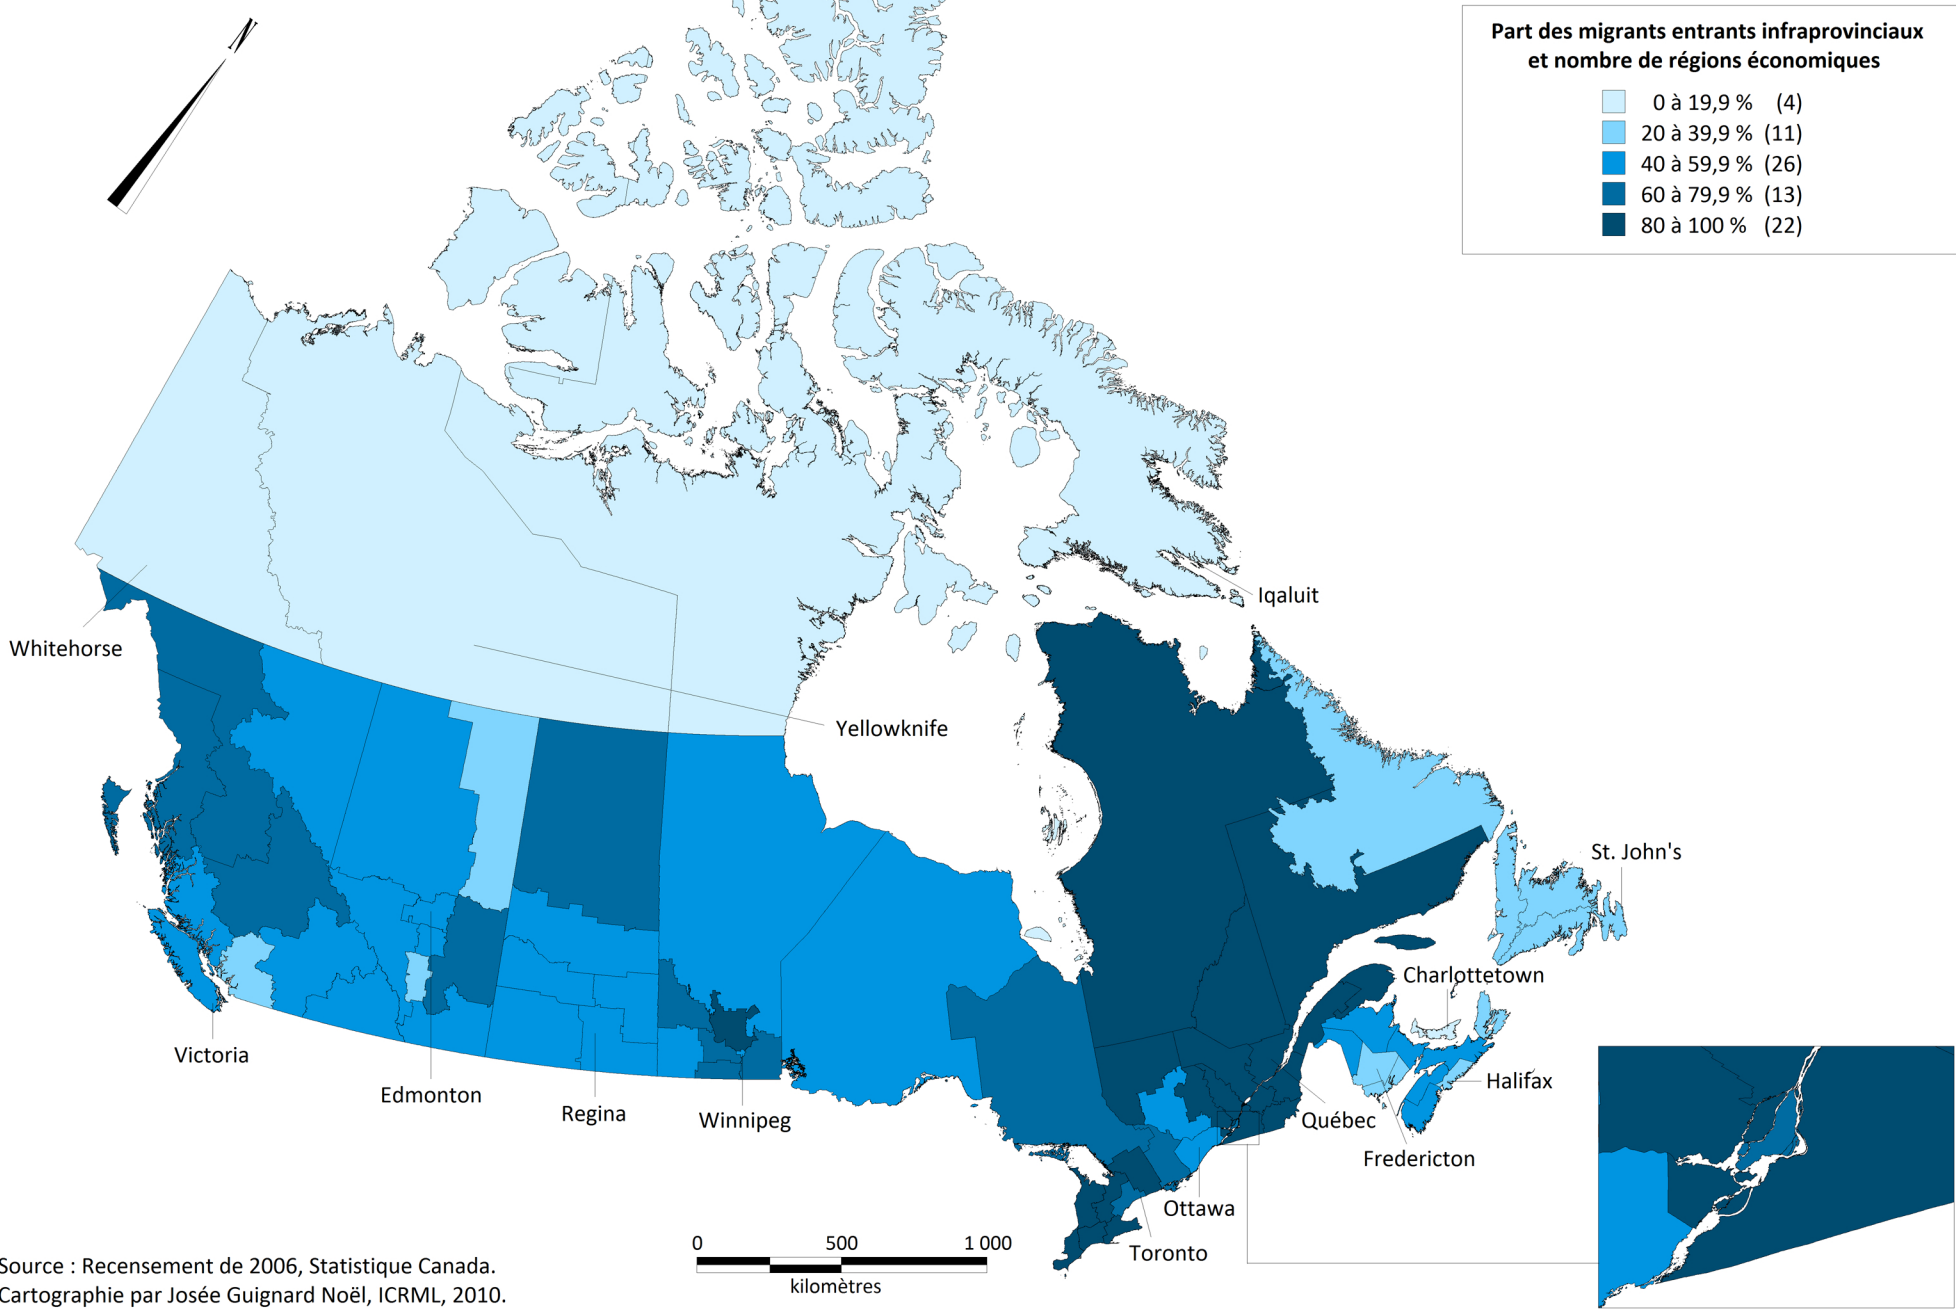 N
Part des migrants entrants infraprovinciaux
et nombre de régions économiques
0 à 19,9 % (4)
20 à 39,9 % (11)
40 à 59,9 % (26)
60 à 79,9 % (13)
80 à 100 % (22)
Iqaluit
Whitehorse
Yellowknife
St. John's
Charlottetown
Victoria
Edmonton
Regina
Winnipeg
Halifax
Québec
Fredericton
Ottawa
Toronto
0 500 1 000
kilomètres
Source : Recensement de 2006, Statistique Canada.
Cartographie par Josée Guignard Noël, ICRML, 2010.